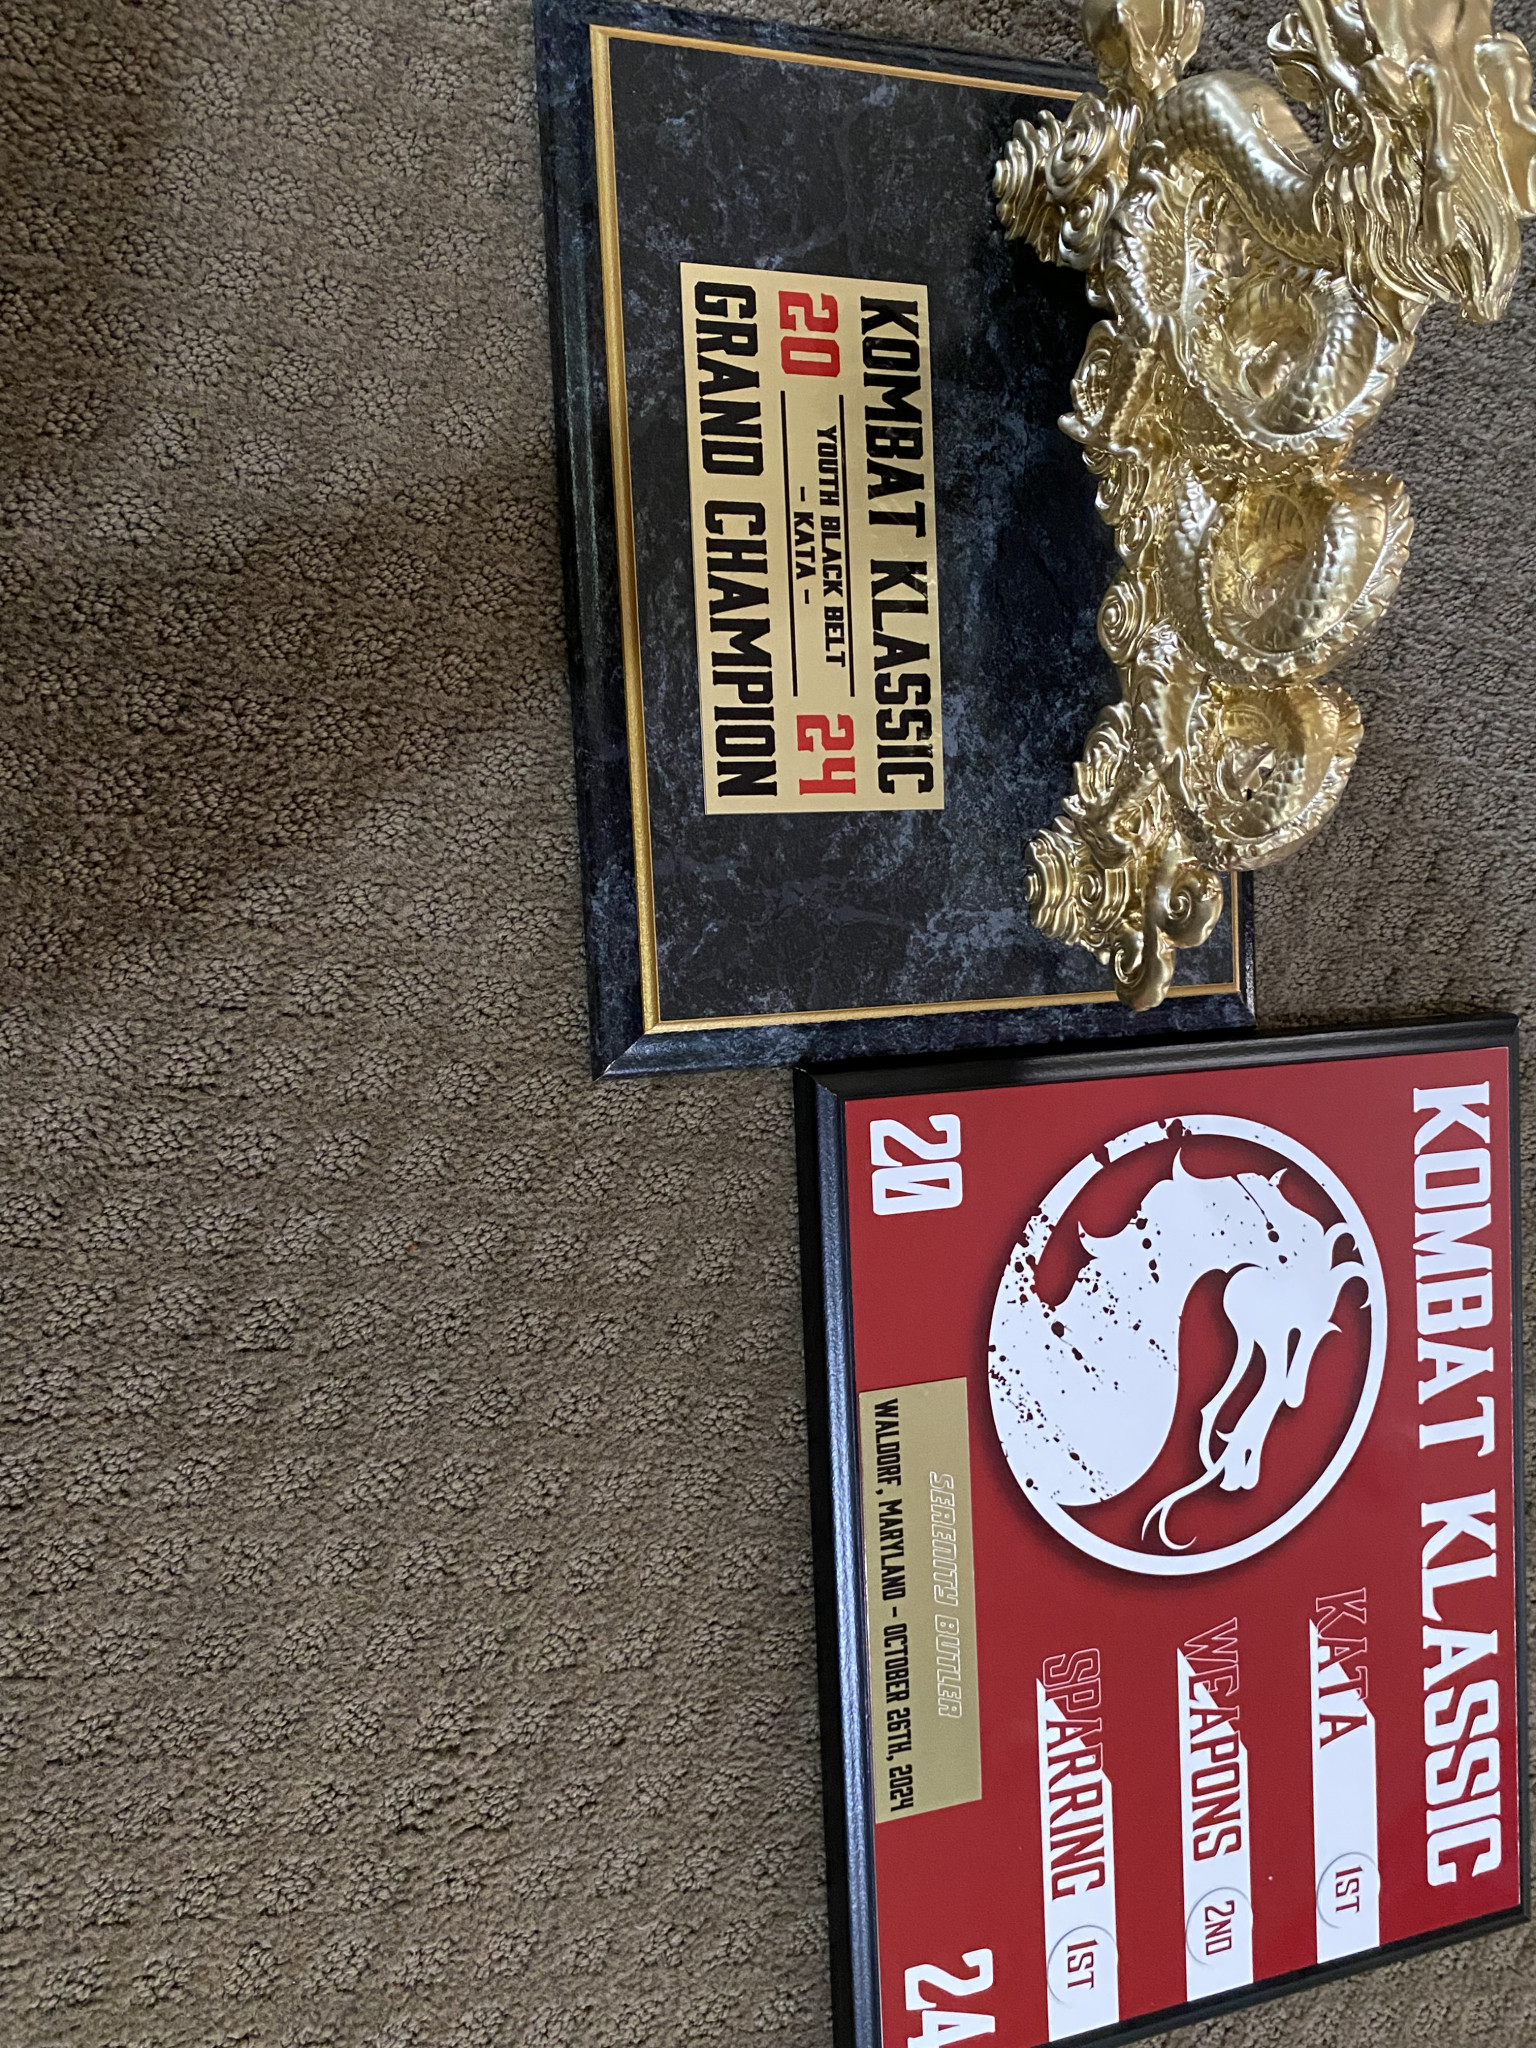 KOMBAT KLASSIC
20 YOUTH BLACK BELT 24
- KATA -
GRAND CHAMPION
KOMBAT KLASSIC
KATA 1ST
WEAPONS 2ND
SPARRING 1ST
20 24
SERENITY BUTLER
WALDORF, MARYLAND - OCTOBER 26TH, 2024